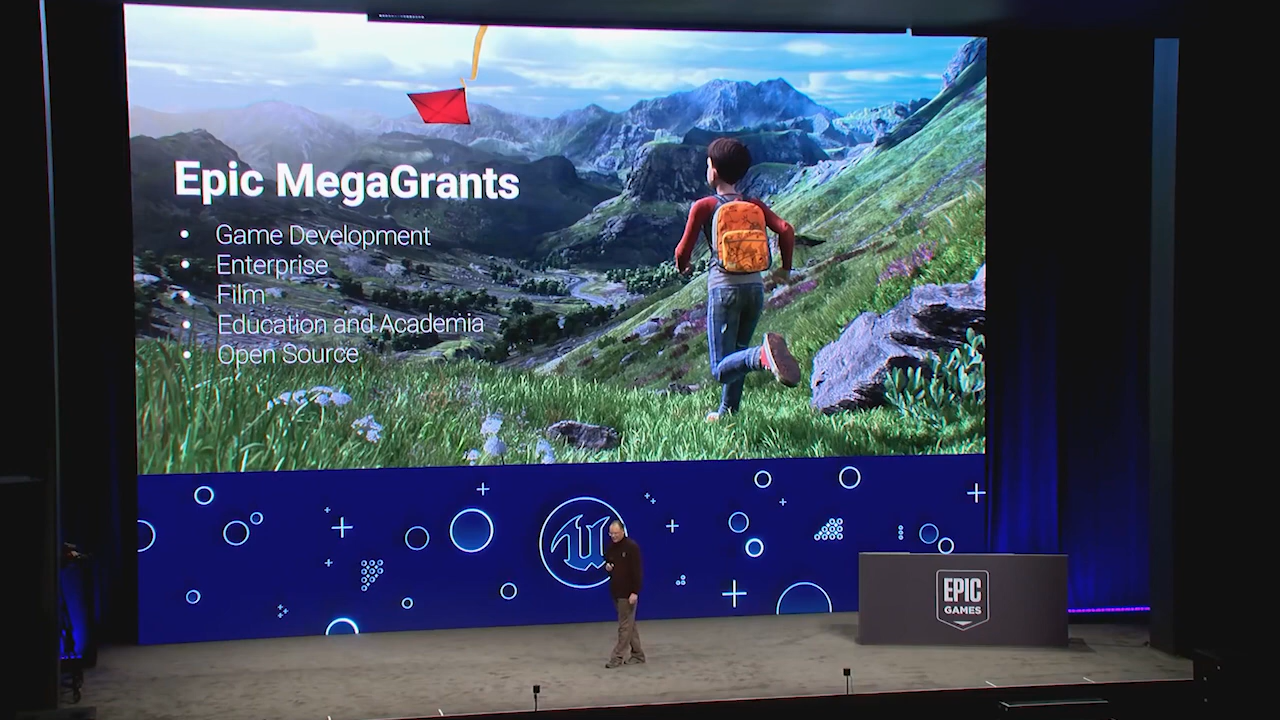 Epic MegaGrants
• Game Development
• Enterprise
• Film
• Education and Academia
• Open Source
EPIC
GAMES